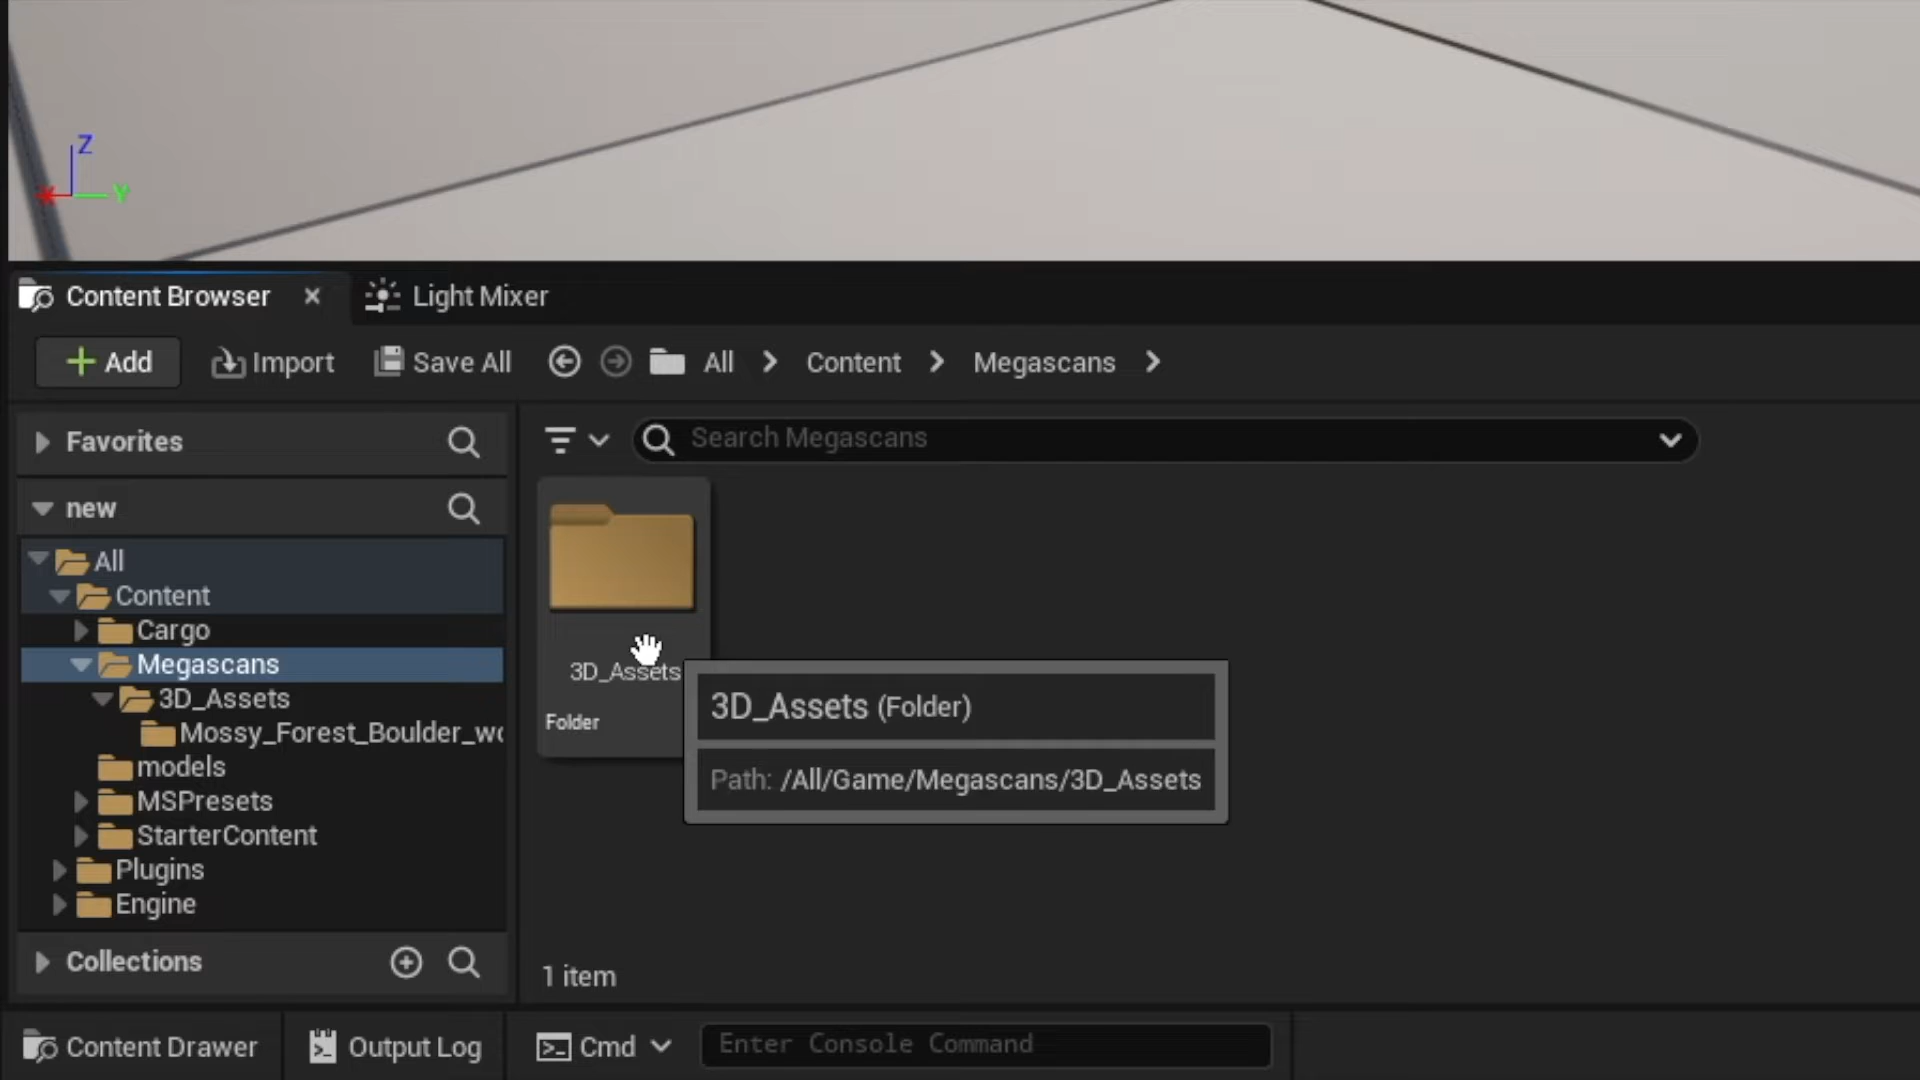 Z
Y
Content Browser
Light Mixer
Add Import Save All All Content Megascans
Favorites
Search Megascans
new
All
Content
Cargo
Megascans
3D_Assets
Mossy_Forest_Boulder_wc
models
MSPresets
StarterContent
Plugins
Engine
Collections
3D_Assets
Folder
3D_Assets (Folder)
Path: /All/Game/Megascans/3D_Assets
1 item
Content Drawer Output Log Cmd Enter Console Command